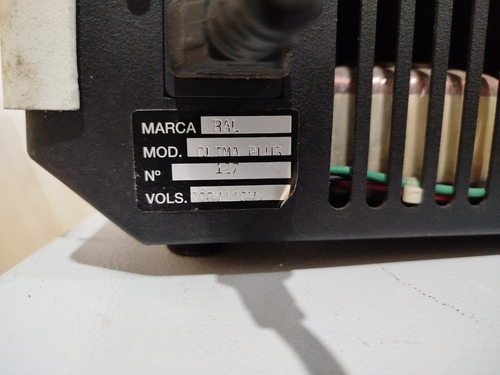 MARCA RAL
MOD. CLIMA PLUS
Nº 127
VOLS.